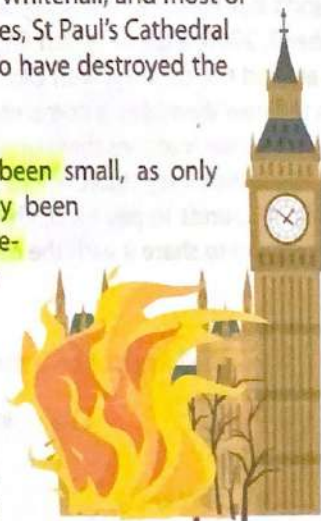 Whitehall, and most of
es, St Paul's Cathedral
o have destroyed the
been small, as only
y been
e-